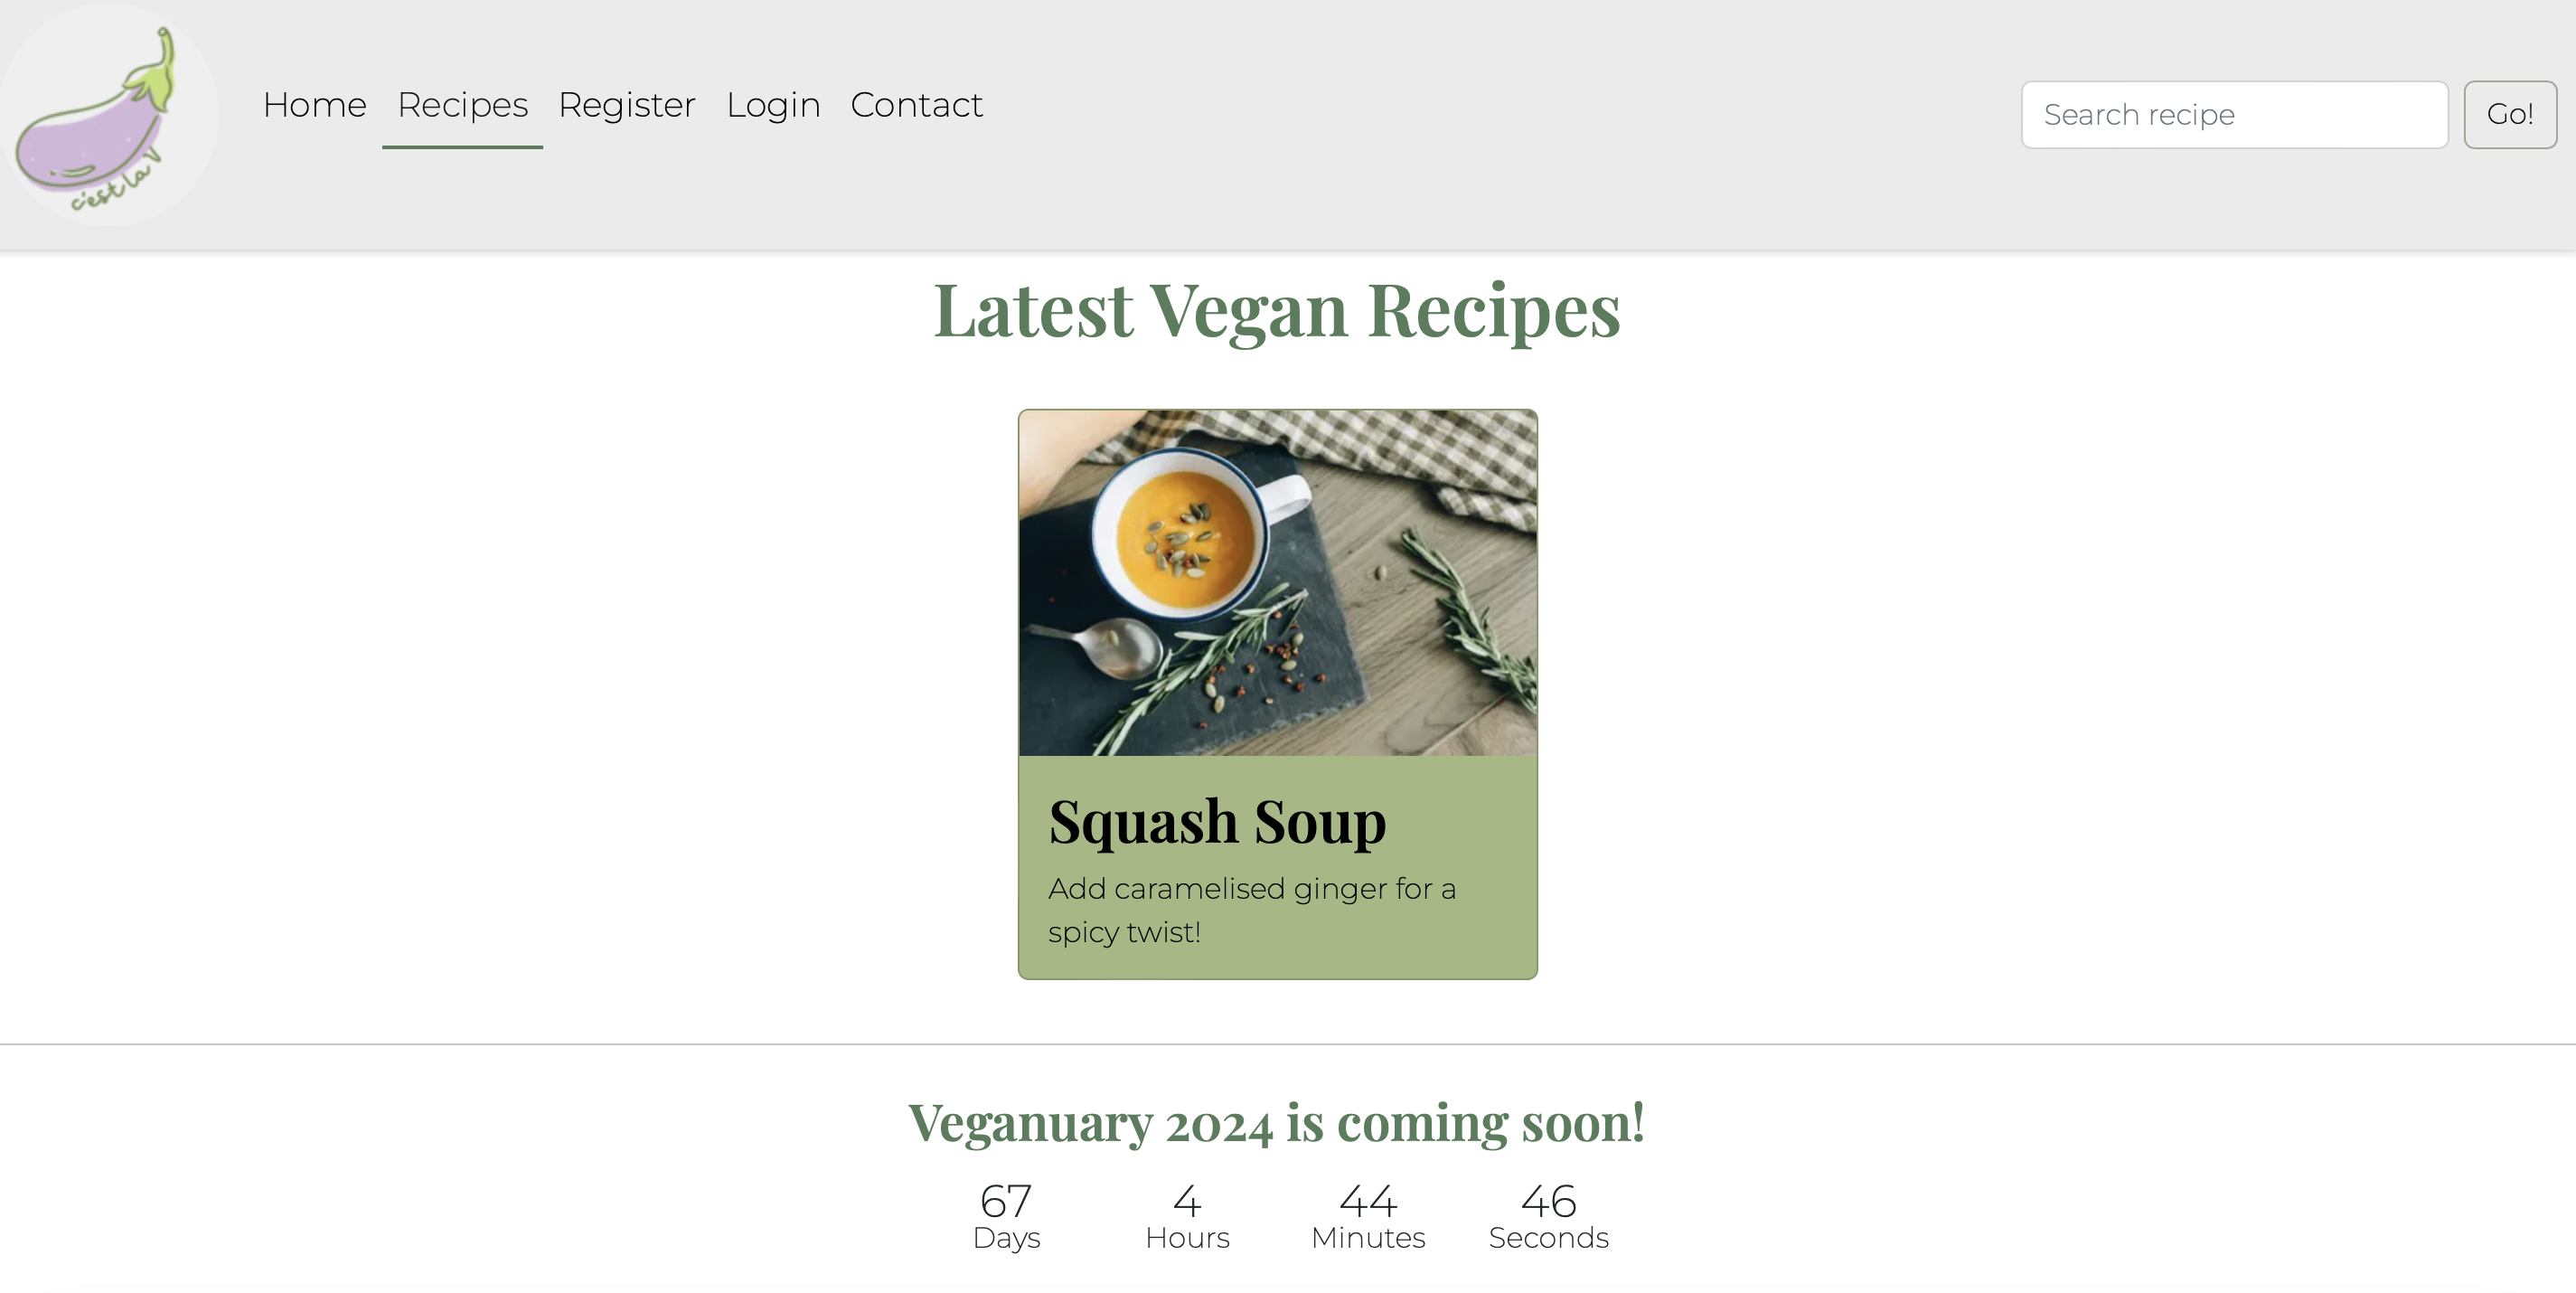 c'est la V
Home Recipes Register Login Contact
Search recipe Go!
Latest Vegan Recipes
Squash Soup
Add caramelised ginger for a
spicy twist!
Veganuary 2024 is coming soon!
67 4 44 46
Days Hours Minutes Seconds